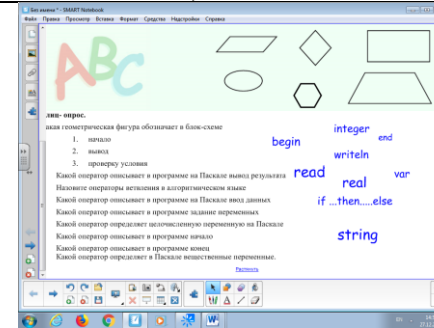 Без имени * - SMART Notebook
Файл Правка Просмотр Вставка Формат Средства Надстройки Справка
ABC
лиц- опрос.
акая геометрическая фигура обозначает в блок-схеме
1. начало
2. вывод
3. проверку условия
Какой оператор описывает в программе на Паскале вывод результата
Назовите операторы ветвления в алгоритмическом языке
Какой оператор описывает в программе на Паскале ввод данных
Какой оператор описывает в программе задание переменных
Какой оператор определяет целочисленную переменную на Паскале
Какой оператор описывает в программе начало
Какой оператор описывает в программе конец
Какой оператор определяет в Паскале вещественные переменные.
integer
begin
end
writeln
read
real
var
if ...then.....else
string
Растянуть